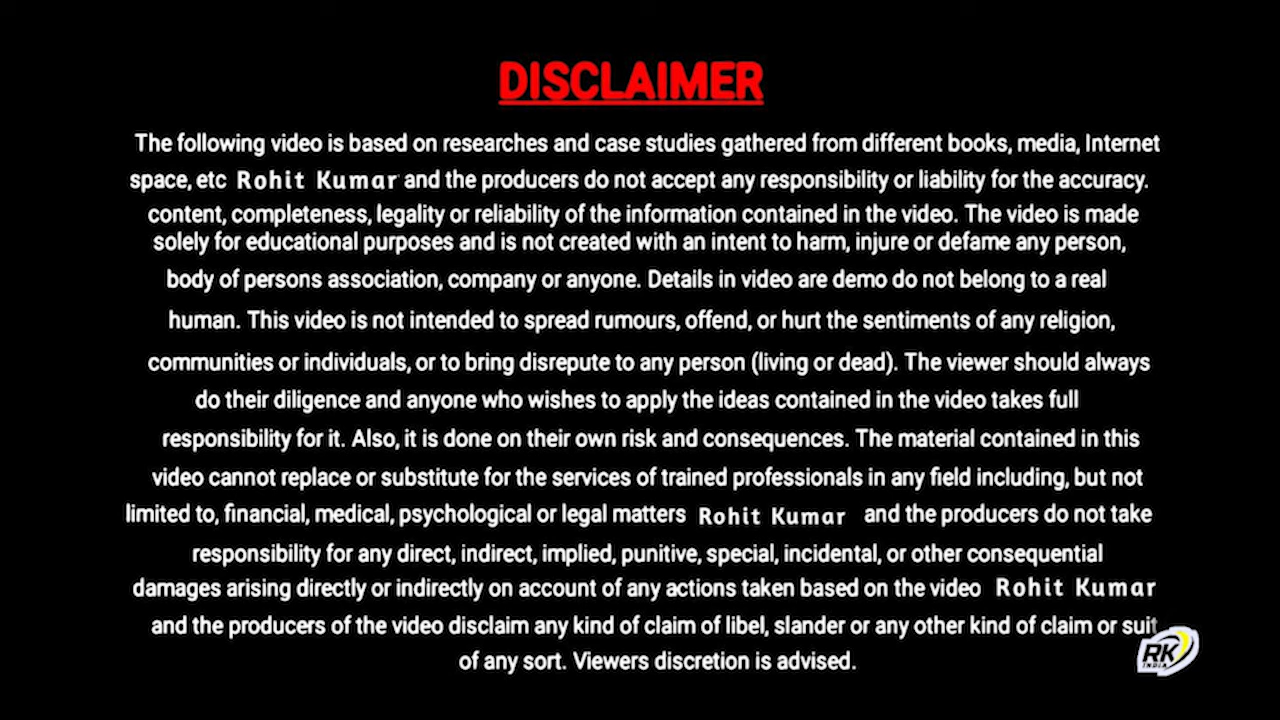 DISCLAIMER
The following video is based on researches and case studies gathered from different books, media, Internet
space, etc Rohit Kumar and the producers do not accept any responsibility or liability for the accuracy.
content, completeness, legality or reliability of the information contained in the video. The video is made
solely for educational purposes and is not created with an intent to harm, injure or defame any person,
body of persons association, company or anyone. Details in video are demo do not belong to a real
human. This video is not intended to spread rumours, offend, or hurt the sentiments of any religion,
communities or individuals, or to bring disrepute to any person (living or dead). The viewer should always
do their diligence and anyone who wishes to apply the ideas contained in the video takes full
responsibility for it. Also, it is done on their own risk and consequences. The material contained in this
video cannot replace or substitute for the services of trained professionals in any field including, but not
limited to, financial, medical, psychological or legal matters Rohit Kumar and the producers do not take
responsibility for any direct, indirect, implied, punitive, special, incidental, or other consequential
damages arising directly or indirectly on account of any actions taken based on the video Rohit Kumar
and the producers of the video disclaim any kind of claim of libel, slander or any other kind of claim or suit
of any sort. Viewers discretion is advised.
RK
INDIA